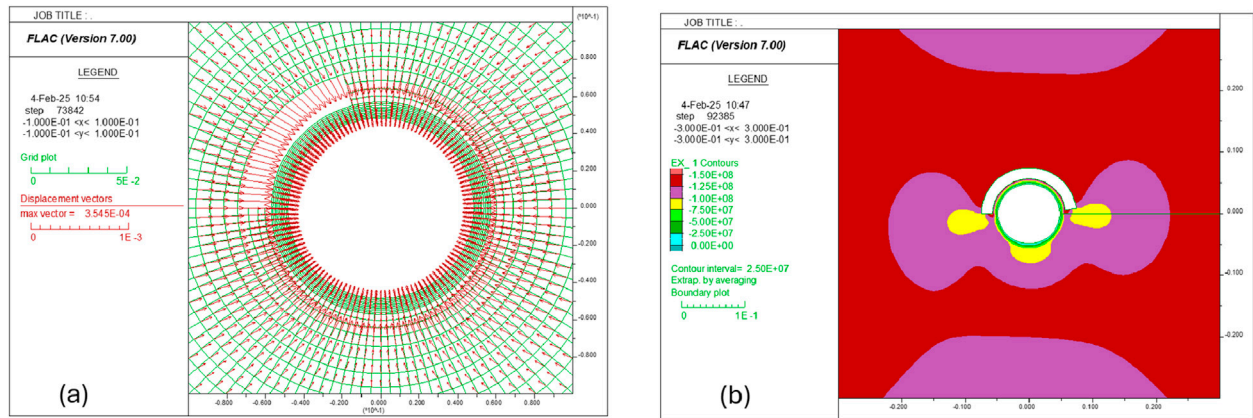 JOB TITLE : .
(*10^-1)
FLAC (Version 7.00)
LEGEND
4-Feb-25 10:54
step 73842
-1.000E-01 <x< 1.000E-01
-1.000E-01 <y< 1.000E-01
Grid plot
0 5E -2
Displacement vectors
max vector = 3.545E-04
0 1E -3
0.800
0.600
0.400
0.200
0.000
-0.200
-0.400
-0.600
-0.800
-0.800 -0.600 -0.400 -0.200 0.000 0.200 0.400 0.600 0.800
(*10^-1)
(a)
JOB TITLE : .
FLAC (Version 7.00)
LEGEND
4-Feb-25 10:47
step 92385
-3.000E-01 <x< 3.000E-01
-3.000E-01 <y< 3.000E-01
EX_ 1 Contours
-1.50E+08
-1.25E+08
-1.00E+08
-7.50E+07
-5.00E+07
-2.50E+07
0.00E+00
Contour interval= 2.50E+07
Extrap. by averaging
Boundary plot
0 1E -1
0.200
0.100
0.000
-0.100
-0.200
-0.200 -0.100 0.000 0.100 0.200
(b)